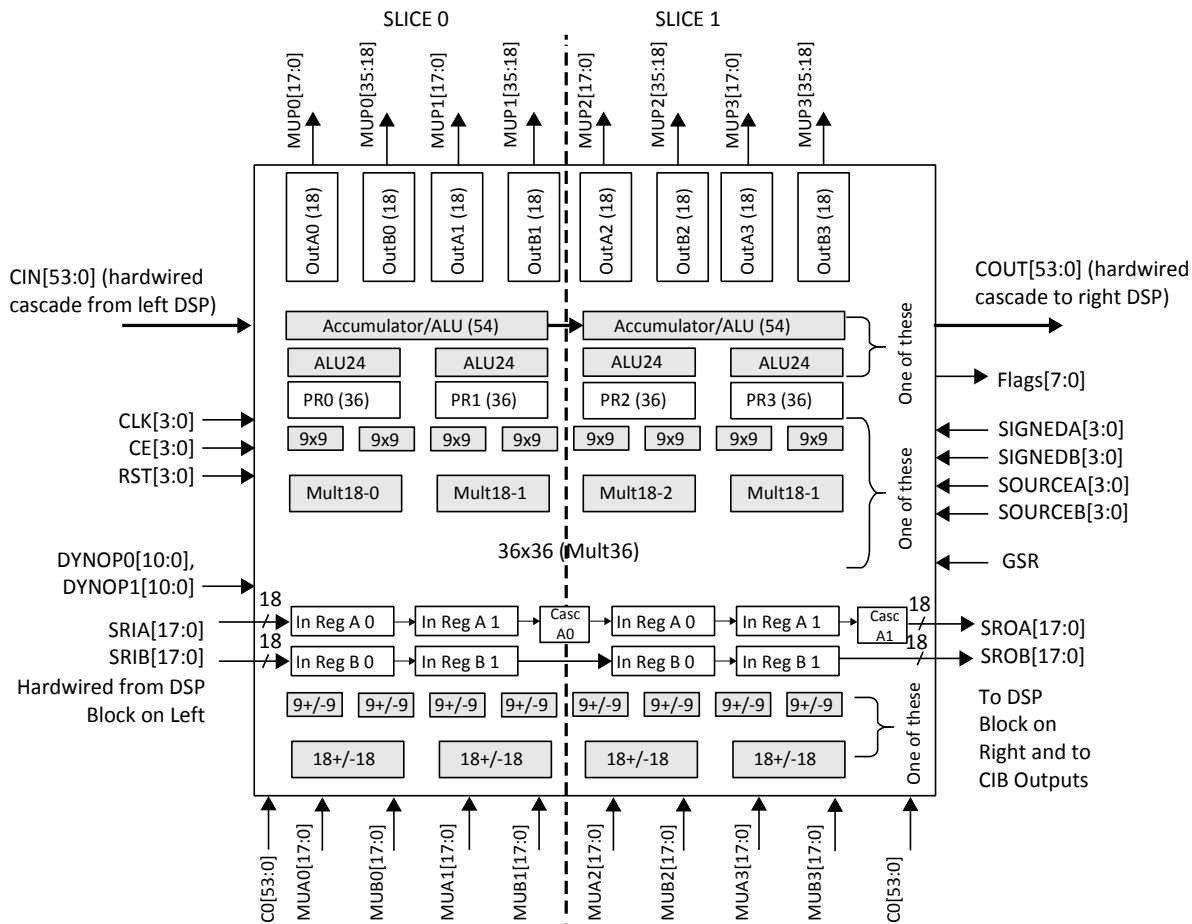 SLICE 0
SLICE 1
MUP0[17:0]
MUP0[35:18]
MUP1[17:0]
MUP1[35:18]
MUP2[17:0]
MUP2[35:18]
MUP3[17:0]
MUP3[35:18]
OutA0 (18)
OutB0 (18)
OutA1 (18)
OutB1 (18)
OutA2 (18)
OutB2 (18)
OutA3 (18)
OutB3 (18)
CIN[53:0] (hardwired
cascade from left DSP)
COUT[53:0] (hardwired
cascade to right DSP)
Accumulator/ALU (54)
Accumulator/ALU (54)
ALU24
ALU24
ALU24
ALU24
One of these
Flags[7:0]
PR0 (36)
PR1 (36)
PR2 (36)
PR3 (36)
CLK[3:0]
CE[3:0]
RST[3:0]
9x9
9x9
9x9
9x9
9x9
9x9
9x9
9x9
SIGNEDA[3:0]
SIGNEDB[3:0]
SOURCEA[3:0]
SOURCEB[3:0]
Mult18-0
Mult18-1
Mult18-2
Mult18-1
One of these
36x36 (Mult36)
GSR
DYNOP0[10:0],
DYNOP1[10:0]
18
SRIA[17:0]
18
SRIB[17:0]
Hardwired from DSP
Block on Left
In Reg A 0
In Reg A 1
Casc
A0
In Reg A 0
In Reg A 1
Casc
A1
18
SROA[17:0]
In Reg B 0
In Reg B 1
In Reg B 0
In Reg B 1
18
SROB[17:0]
To DSP
Block on
Right and to
CIB Outputs
9+/-9
9+/-9
9+/-9
9+/-9
9+/-9
9+/-9
9+/-9
9+/-9
18+/-18
18+/-18
18+/-18
18+/-18
One of these
C0[53:0]
MUA0[17:0]
MUB0[17:0]
MUA1[17:0]
MUB1[17:0]
MUA2[17:0]
MUB2[17:0]
MUA3[17:0]
MUB3[17:0]
C0[53:0]